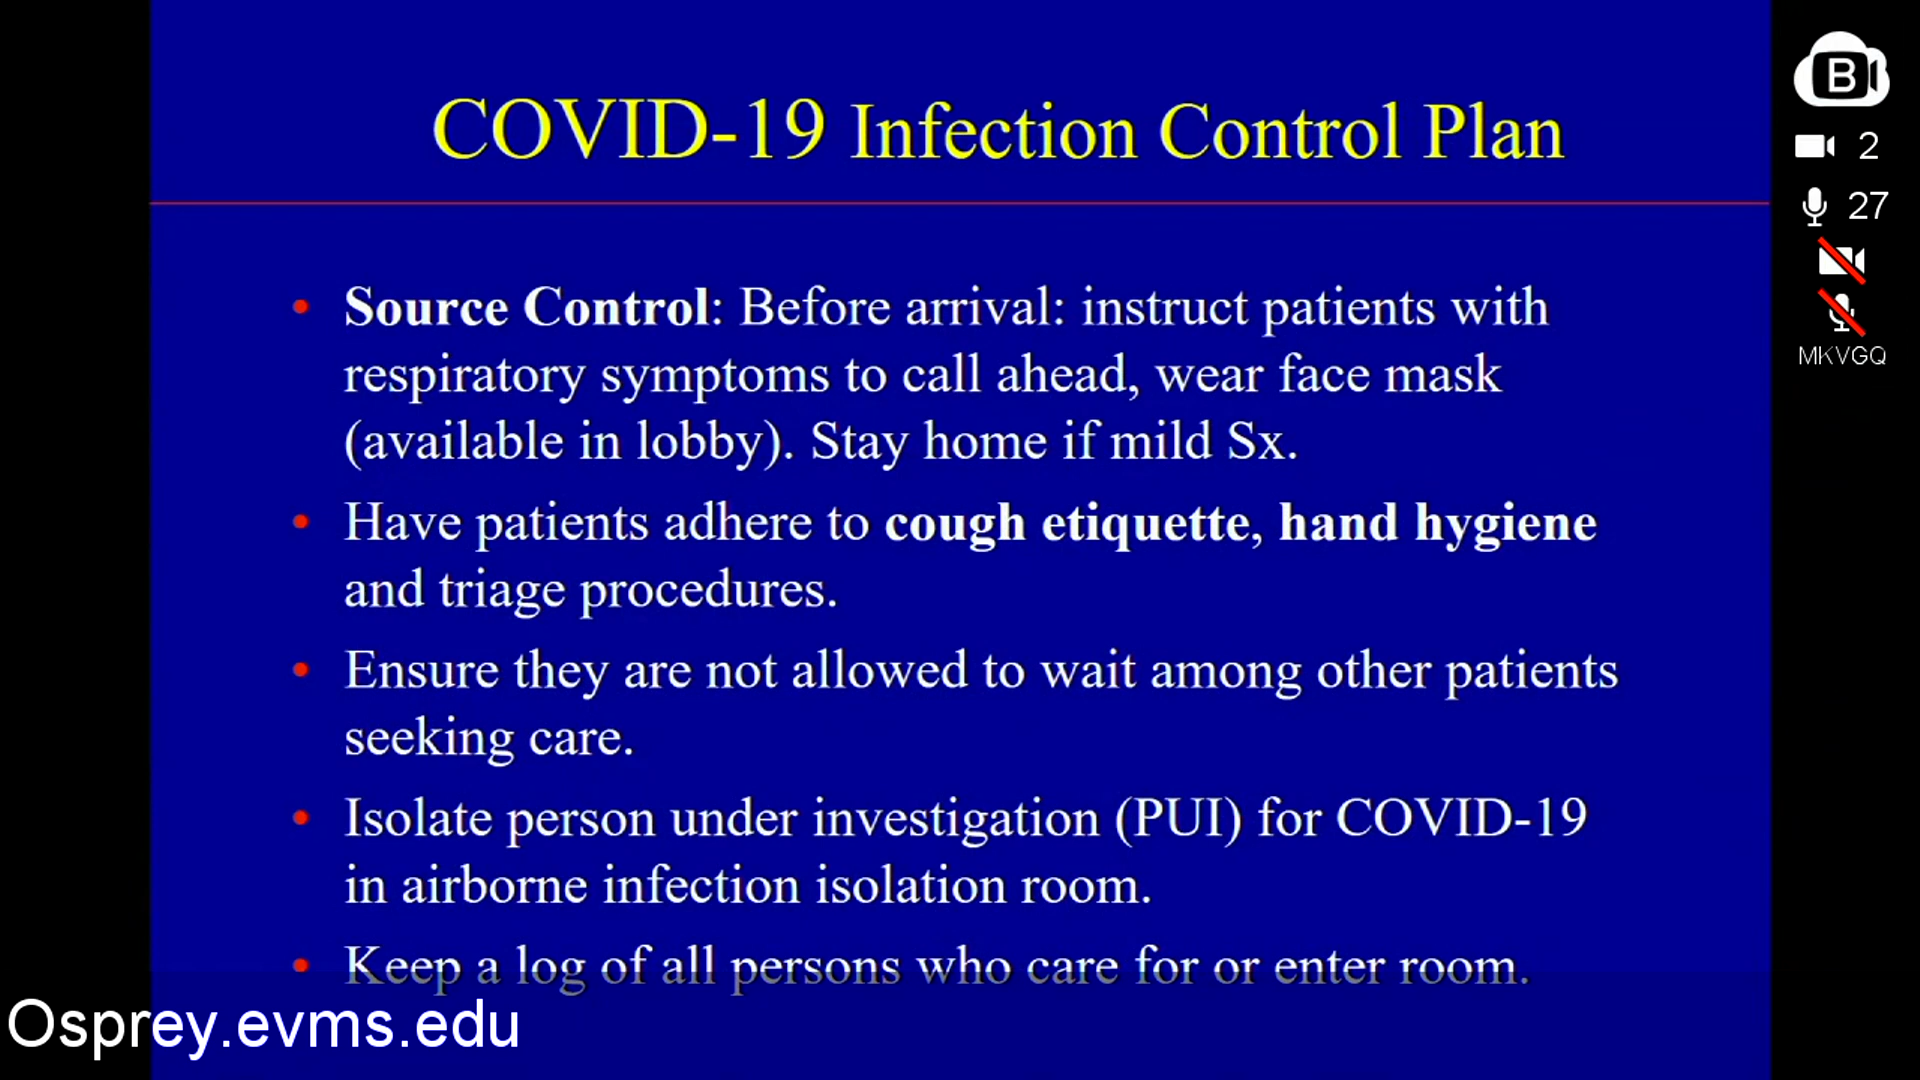 COVID-19 Infection Control Plan
• Source Control: Before arrival: instruct patients with
respiratory symptoms to call ahead, wear face mask
(available in lobby). Stay home if mild Sx.
• Have patients adhere to cough etiquette, hand hygiene
and triage procedures.
• Ensure they are not allowed to wait among other patients
seeking care.
• Isolate person under investigation (PUI) for COVID-19
in airborne infection isolation room.
• Keep a log of all persons who care for or enter room.
Osprey.evms.edu
B
2
27
MKVGQ